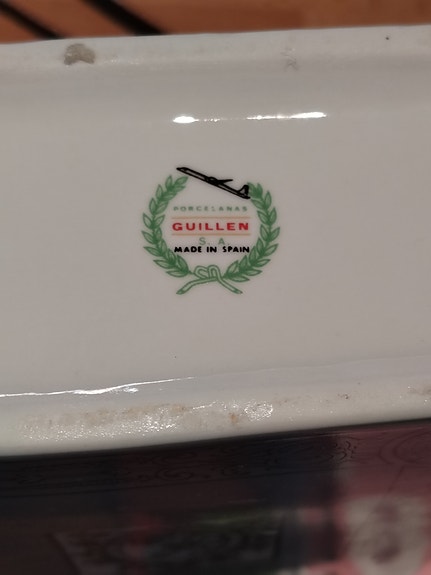 PORCELANAS
GUILLEN
S. A.
MADE IN SPAIN